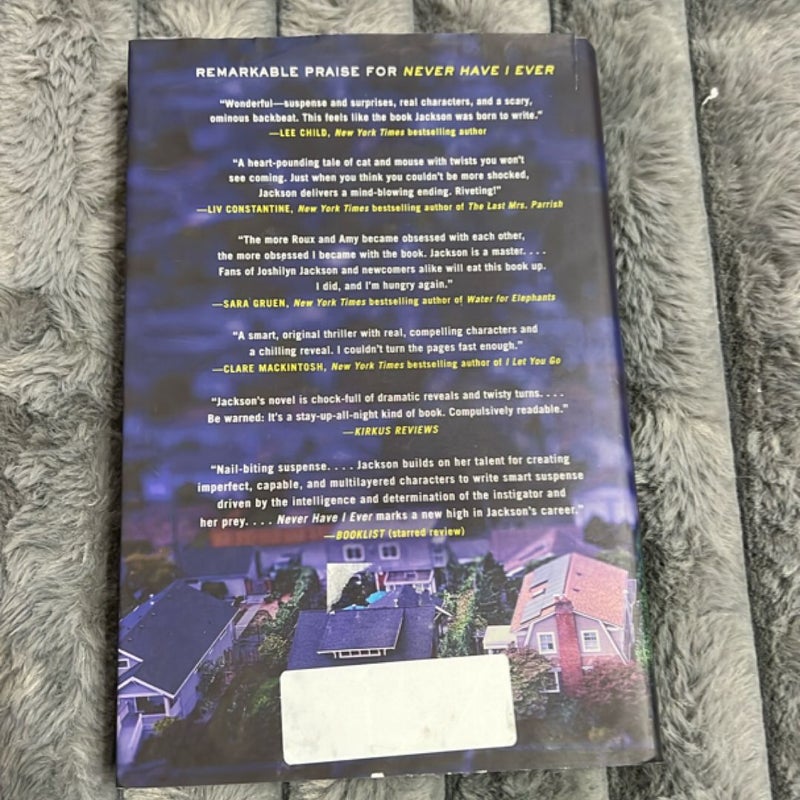 REMARKABLE PRAISE FOR NEVER HAVE I EVER
“Wonderful—suspense and surprises, real characters, and a scary,
ominous backbeat. This feels like the book Jackson was born to write.”
—LEE CHILD, New York Times bestselling author
“A heart-pounding tale of cat and mouse with twists you won’t
see coming. Just when you think you couldn’t be more shocked,
Jackson delivers a mind-blowing ending. Riveting!”
—LIV CONSTANTINE, New York Times bestselling author of The Last Mrs. Parrish
“The more Roux and Amy became obsessed with each other,
the more obsessed I became with the book. Jackson is a master. . . .
Fans of Joshilyn Jackson and newcomers alike will eat this book up.
I did, and I’m hungry again.”
—SARA GRUEN, New York Times bestselling author of Water for Elephants
“A smart, original thriller with real, compelling characters and
a chilling reveal. I couldn’t turn the pages fast enough.”
—CLARE MACKINTOSH, New York Times bestselling author of I Let You Go
“Jackson’s novel is chock-full of dramatic reveals and twisty turns. . . .
Be warned: It’s a stay-up-all-night kind of book. Compulsively readable.”
—KIRKUS REVIEWS
“Nail-biting suspense. . . . Jackson builds on her talent for creating
imperfect, capable, and multilayered characters to write smart suspense
driven by the intelligence and determination of the instigator and
her prey. . . . Never Have I Ever marks a new high in Jackson’s career.”
—BOOKLIST (starred review)